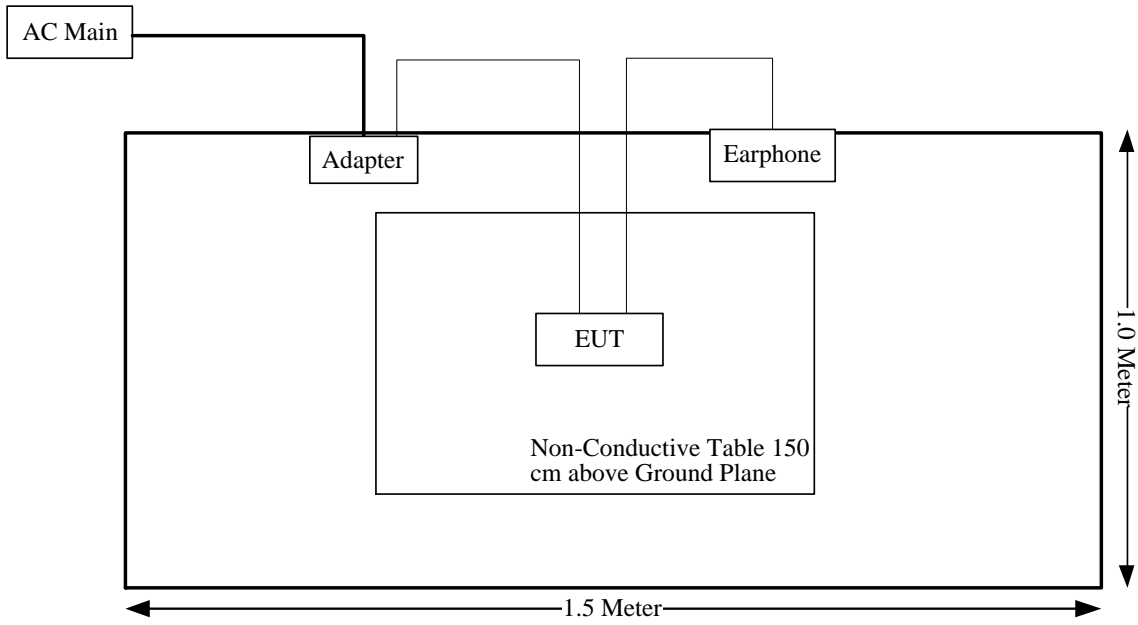 AC Main
Adapter
Earphone
EUT
1.0 Meter
Non-Conductive Table 150
cm above Ground Plane
1.5 Meter